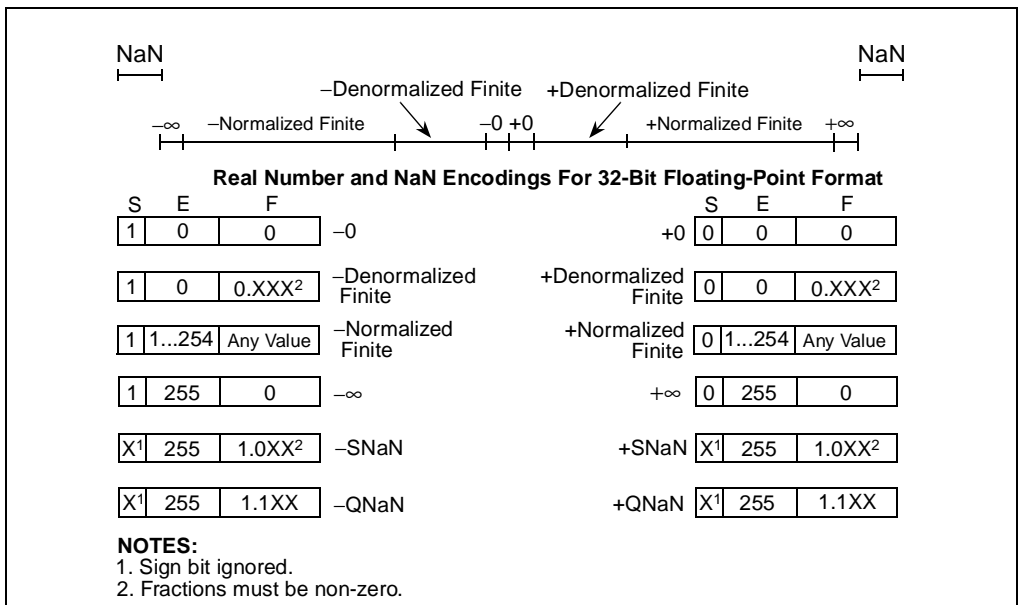 NaN NaN
−Denormalized Finite +Denormalized Finite
−∞ −Normalized Finite −0 +0 +Normalized Finite +∞
Real Number and NaN Encodings For 32-Bit Floating-Point Format
S E F S E F
1 0 0 −0 +0 0 0 0
1 0 0.XXX² −Denormalized Finite +Denormalized Finite 0 0 0.XXX²
1 1...254 Any Value −Normalized Finite +Normalized Finite 0 1...254 Any Value
1 255 0 −∞ +∞ 0 255 0
X¹ 255 1.0XX² −SNaN +SNaN X¹ 255 1.0XX²
X¹ 255 1.1XX −QNaN +QNaN X¹ 255 1.1XX
NOTES:
1. Sign bit ignored.
2. Fractions must be non-zero.